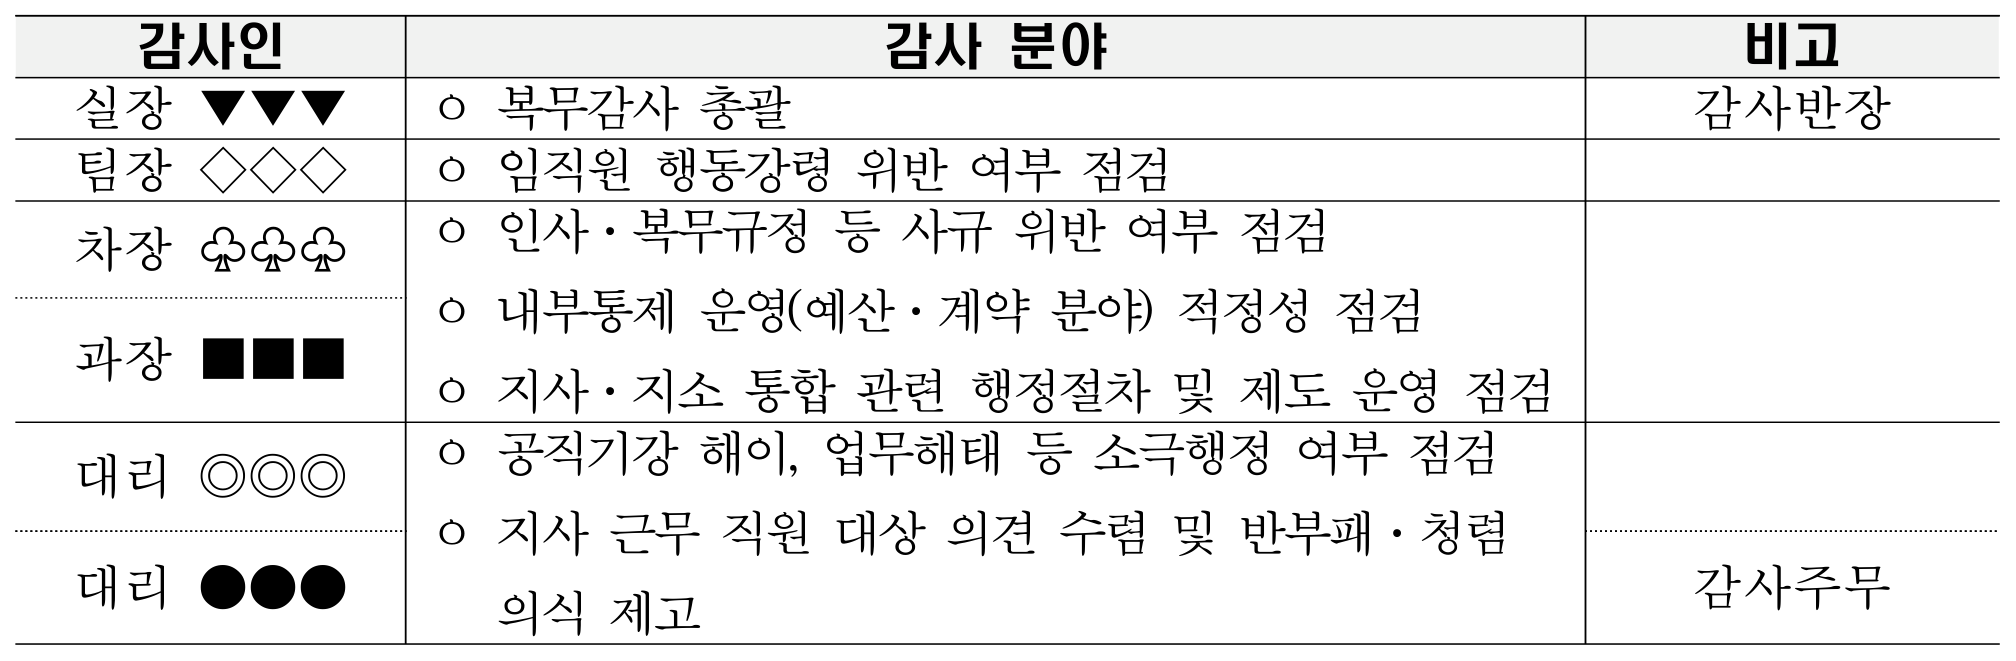 감사인 감사 분야 비고
실장 ▼▼▼ ㅇ 복무감사 총괄 감사반장
팀장 ◇◇◇ ㅇ 임직원 행동강령 위반 여부 점검
차장 ♧♧♧ ㅇ 인사·복무규정 등 사규 위반 여부 점검
ㅇ 내부통제 운영(예산·계약 분야) 적정성 점검
과장 ■■■ ㅇ 지사·지소 통합 관련 행정절차 및 제도 운영 점검
대리 ◎◎◎ ㅇ 공직기강 해이, 업무해태 등 소극행정 여부 점검
ㅇ 지사 근무 직원 대상 의견 수렴 및 반부패·청렴
대리 ●●● 의식 제고 감사주무